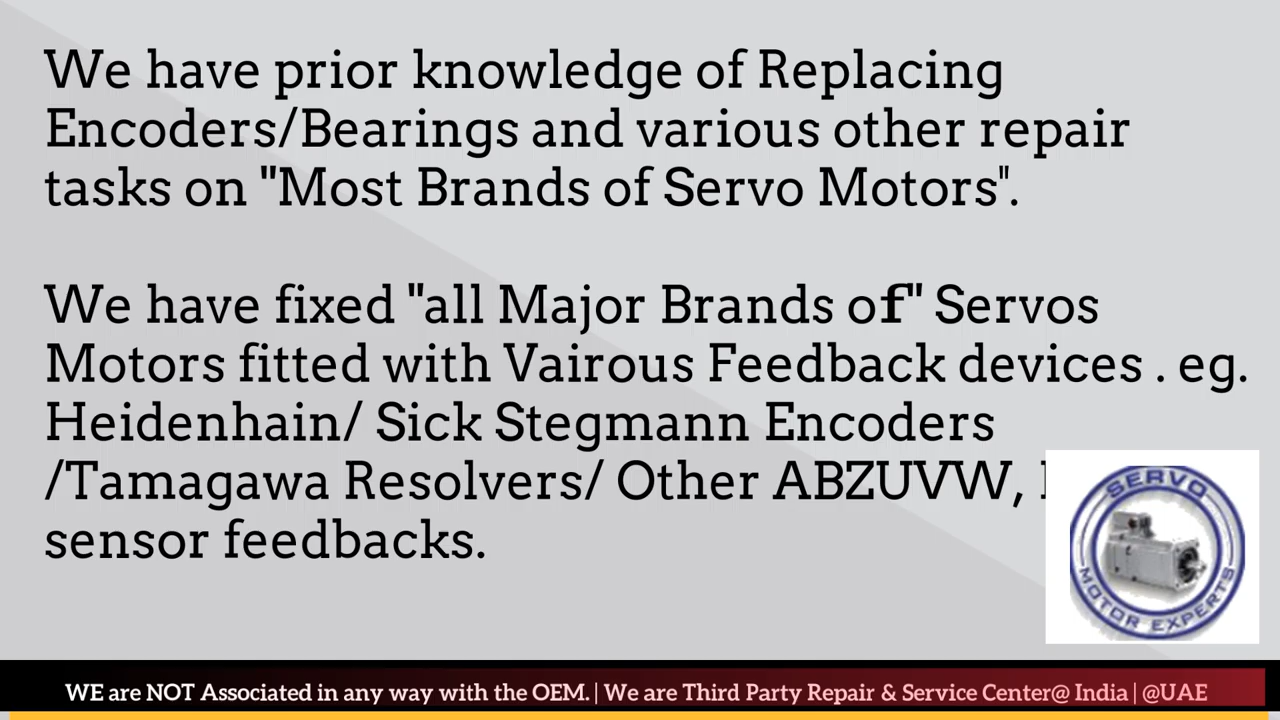 We have prior knowledge of Replacing
Encoders/Bearings and various other repair
tasks on "Most Brands of Servo Motors".
We have fixed "all Major Brands of" Servos
Motors fitted with Vairous Feedback devices . eg.
Heidenhain/ Sick Stegmann Encoders
/Tamagawa Resolvers/ Other ABZUVW,
sensor feedbacks.
SERVO
MOTOR EXPERTS
WE are NOT Associated in any way with the OEM. | We are Third Party Repair & Service Center@ India | @UAE